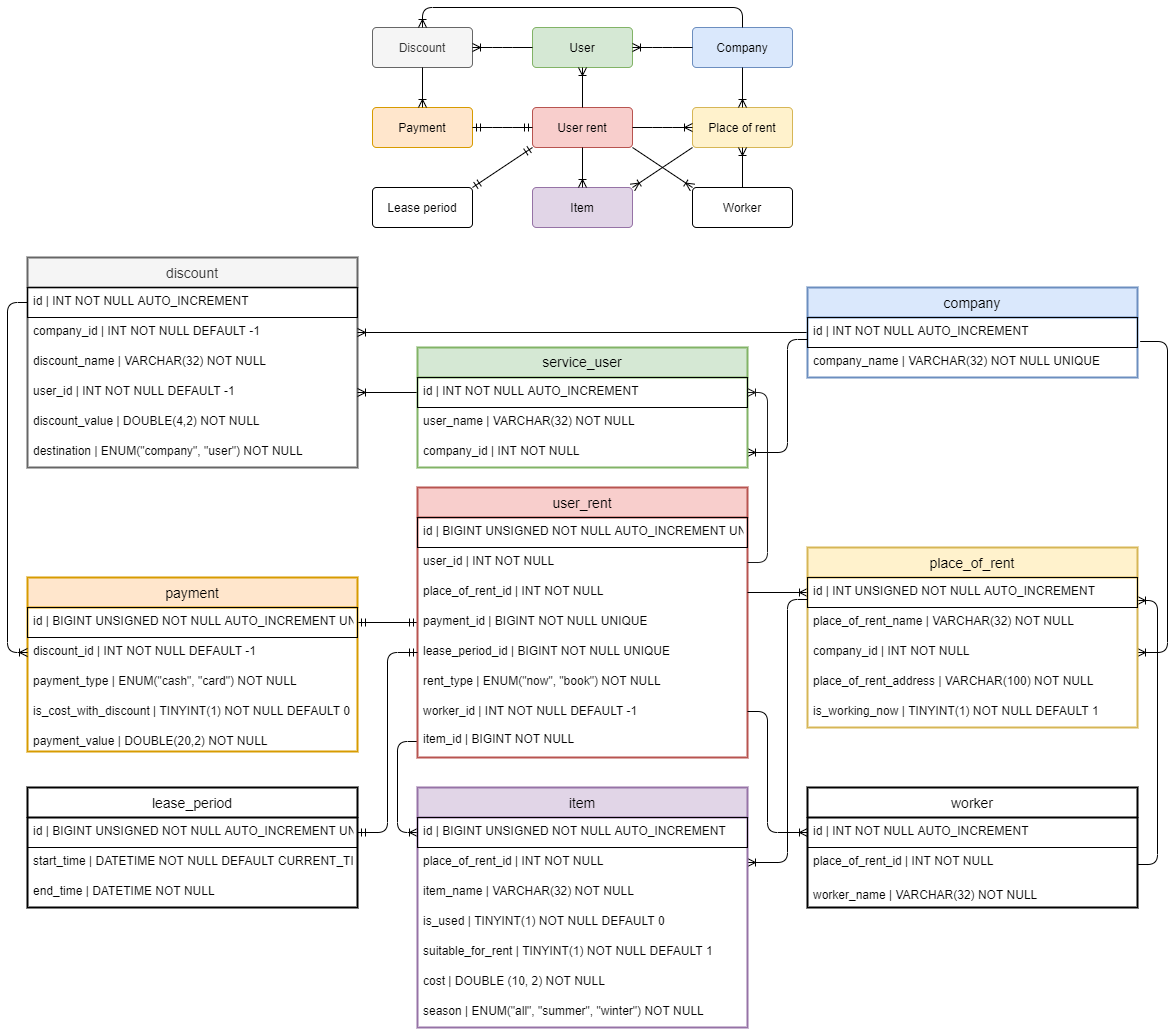 Discount
User
Company
Payment
User rent
Place of rent
Lease period
Item
Worker
discount
id | INT NOT NULL AUTO_INCREMENT
company_id | INT NOT NULL DEFAULT -1
discount_name | VARCHAR(32) NOT NULL
user_id | INT NOT NULL DEFAULT -1
discount_value | DOUBLE(4,2) NOT NULL
destination | ENUM("company", "user") NOT NULL
company
id | INT NOT NULL AUTO_INCREMENT
company_name | VARCHAR(32) NOT NULL UNIQUE
service_user
id | INT NOT NULL AUTO_INCREMENT
user_name | VARCHAR(32) NOT NULL
company_id | INT NOT NULL
user_rent
id | BIGINT UNSIGNED NOT NULL AUTO_INCREMENT UN
user_id | INT NOT NULL
place_of_rent_id | INT NOT NULL
payment_id | BIGINT NOT NULL UNIQUE
lease_period_id | BIGINT NOT NULL UNIQUE
rent_type | ENUM("now", "book") NOT NULL
worker_id | INT NOT NULL DEFAULT -1
item_id | BIGINT NOT NULL
place_of_rent
id | INT UNSIGNED NOT NULL AUTO_INCREMENT
place_of_rent_name | VARCHAR(32) NOT NULL
company_id | INT NOT NULL
place_of_rent_address | VARCHAR(100) NOT NULL
is_working_now | TINYINT(1) NOT NULL DEFAULT 1
payment
id | BIGINT UNSIGNED NOT NULL AUTO_INCREMENT UN
discount_id | INT NOT NULL DEFAULT -1
payment_type | ENUM("cash", "card") NOT NULL
is_cost_with_discount | TINYINT(1) NOT NULL DEFAULT 0
payment_value | DOUBLE(20,2) NOT NULL
lease_period
id | BIGINT UNSIGNED NOT NULL AUTO_INCREMENT UN
start_time | DATETIME NOT NULL DEFAULT CURRENT_TI
end_time | DATETIME NOT NULL
item
id | BIGINT UNSIGNED NOT NULL AUTO_INCREMENT
place_of_rent_id | INT NOT NULL
item_name | VARCHAR(32) NOT NULL
is_used | TINYINT(1) NOT NULL DEFAULT 0
suitable_for_rent | TINYINT(1) NOT NULL DEFAULT 1
cost | DOUBLE (10, 2) NOT NULL
season | ENUM("all", "summer", "winter") NOT NULL
worker
id | INT NOT NULL AUTO_INCREMENT
place_of_rent_id | INT NOT NULL
worker_name | VARCHAR(32) NOT NULL